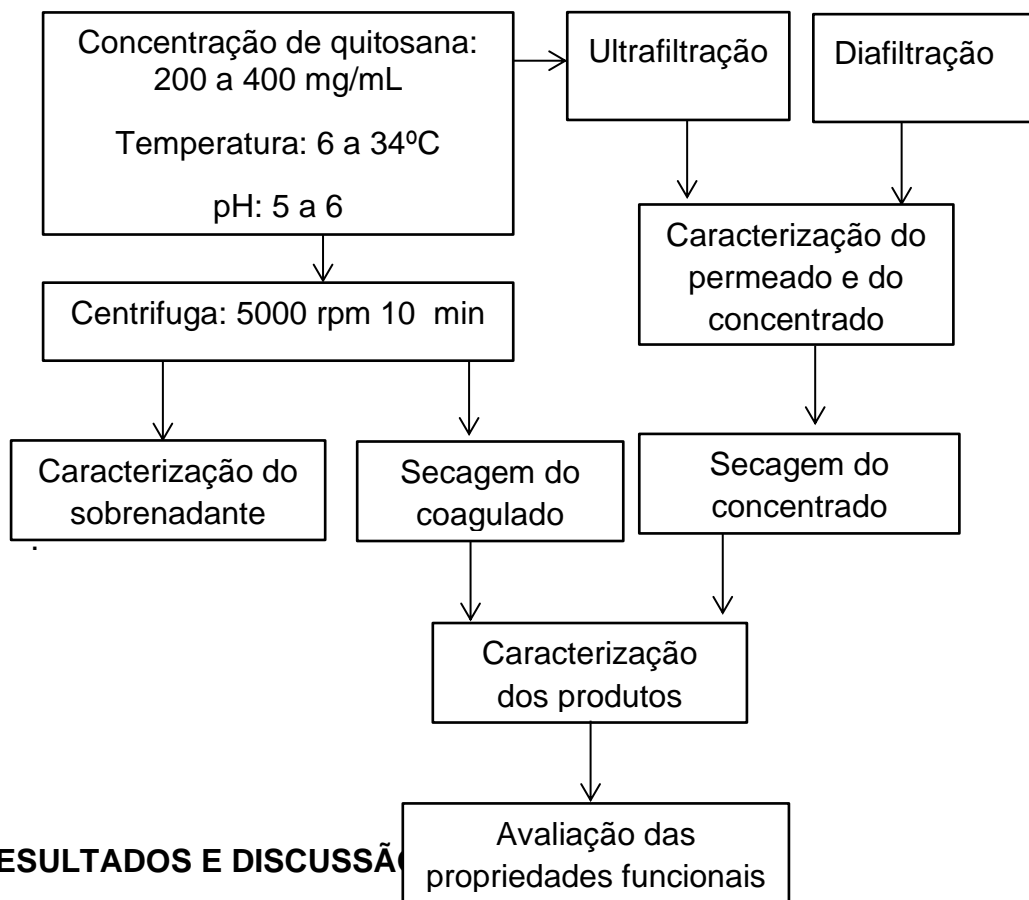 Concentração de quitosana:
200 a 400 mg/mL
Temperatura: 6 a 34ºC
pH: 5 a 6
Ultrafiltração
Diafiltração
Centrifuga: 5000 rpm 10 min
Caracterização do
permeado e do
concentrado
Caracterização do
sobrenadante
.
Secagem do
coagulado
Secagem do
concentrado
Caracterização
dos produtos
ESULTADOS E DISCUSSÃ
Avaliação das
propriedades funcionais